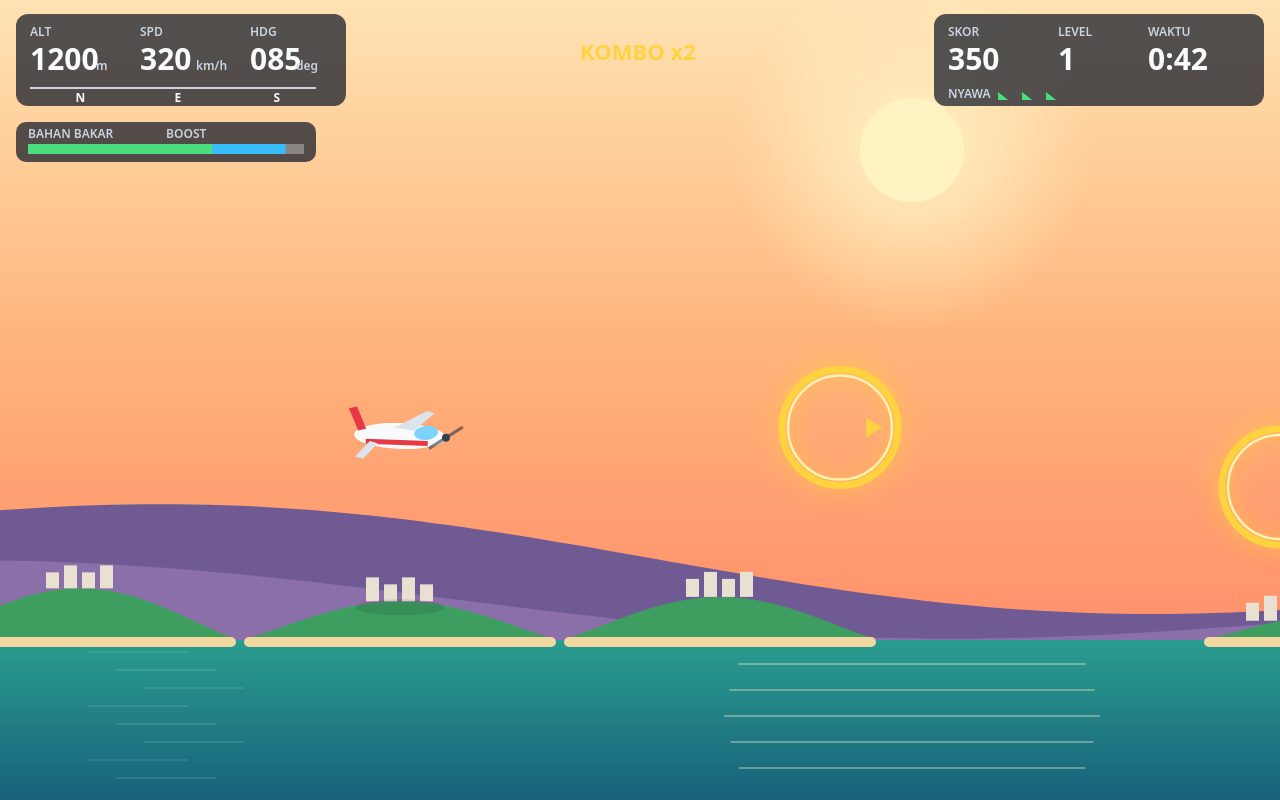 ALT SPD HDG
1200m 320 km/h 085deg
N E S
BAHAN BAKAR BOOST
KOMBO x2
SKOR LEVEL WAKTU
350 1 0:42
NYAWA